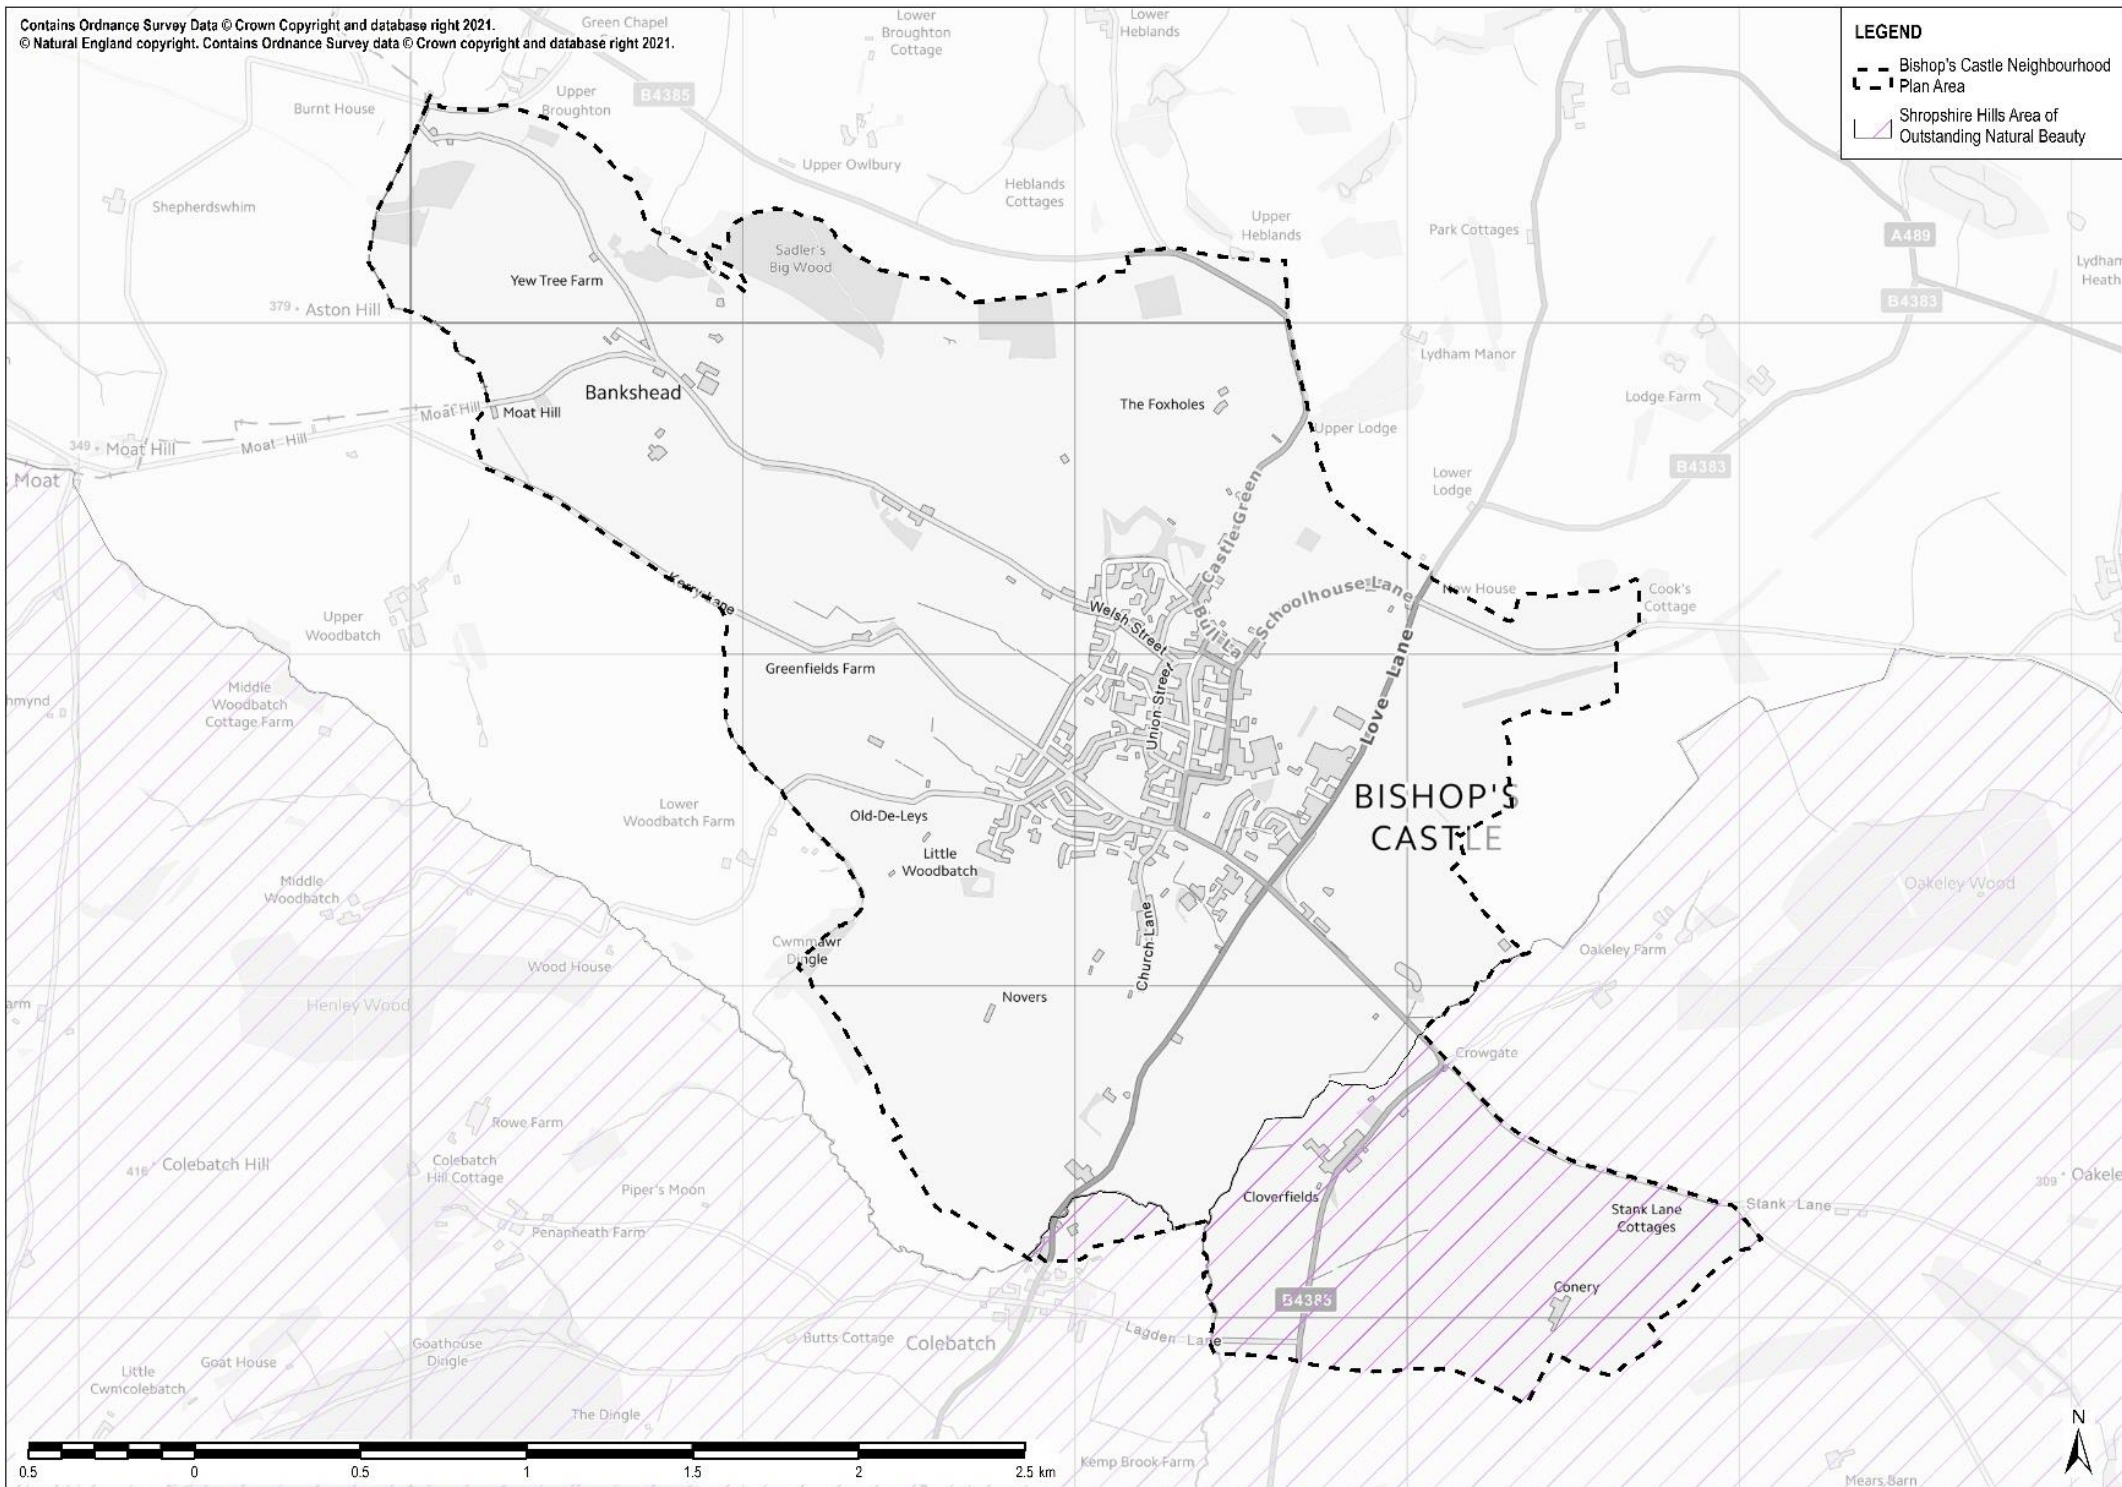 Contains Ordnance Survey Data © Crown Copyright and database right 2021.
© Natural England copyright. Contains Ordnance Survey data © Crown copyright and database right 2021.
LEGEND
Bishop's Castle Neighbourhood
Plan Area
Shropshire Hills Area of
Outstanding Natural Beauty
Green Chapel
Lower
Broughton
Cottage
Lower
Heblands
Burnt House
Upper
Broughton
B4385
Upper Owlbury
Heblands
Cottages
Shepherdswhim
Upper
Heblands
Park Cottages
A489
Sadler's
Big Wood
Yew Tree Farm
Lydham
Heath
B4383
379
Aston Hill
Lydham Manor
Bankshead
Lodge Farm
Moat Hill
Moat Hill
The Foxholes
Upper Lodge
349
Moat Hill
Moat Hill
Moat
B4383
Lower
Lodge
Castle Green
Kerry Lane
New House
Cook's
Cottage
Schoolhouse Lane
Welsh Street
Bull La
Upper
Woodbatch
Love Lane
Greenfields Farm
Union Street
Middle
Woodbatch
Cottage Farm
hmynd
BISHOP'S
CASTLE
Lower
Woodbatch Farm
Old-De-Leys
Little
Woodbatch
Middle
Woodbatch
Oakeley Wood
Church Lane
Cwmmawr
Dingle
Oakeley Farm
Wood House
Henley Wood
arm
Novers
Crowgate
Rowe Farm
416
Colebatch Hill
Colebatch
Hill Cottage
Piper's Moon
Penanheath Farm
Cloverfields
Stank Lane
Cottages
Stank Lane
309
Oakele
Conery
B4385
Lagden Lane
Butts Cottage
Colebatch
Goathouse
Dingle
Goat House
Little
Cwmcolebatch
The Dingle
Kemp Brook Farm
Mears Barn
N
0.5
0
0.5
1
1.5
2
2.5 km